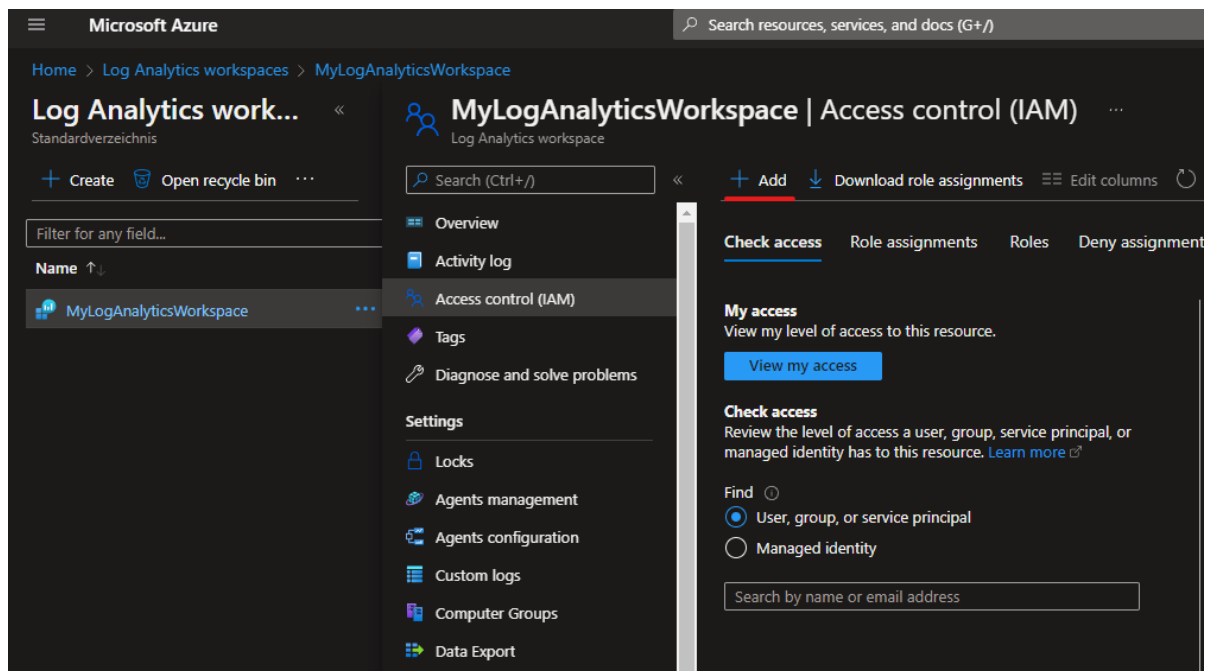 Microsoft Azure
Search resources, services, and docs (G+/)
Home > Log Analytics workspaces > MyLogAnalyticsWorkspace
Log Analytics work...
Standardverzeichnis
+ Create
Open recycle bin
Filter for any field...
Name
MyLogAnalyticsWorkspace
MyLogAnalyticsWorkspace | Access control (IAM)
Log Analytics workspace
Search (Ctrl+/)
Overview
Activity log
Access control (IAM)
Tags
Diagnose and solve problems
Settings
Locks
Agents management
Agents configuration
Custom logs
Computer Groups
Data Export
+ Add
Download role assignments
Edit columns
Check access
Role assignments
Roles
Deny assignment
My access
View my level of access to this resource.
View my access
Check access
Review the level of access a user, group, service principal, or
managed identity has to this resource. Learn more
Find
User, group, or service principal
Managed identity
Search by name or email address